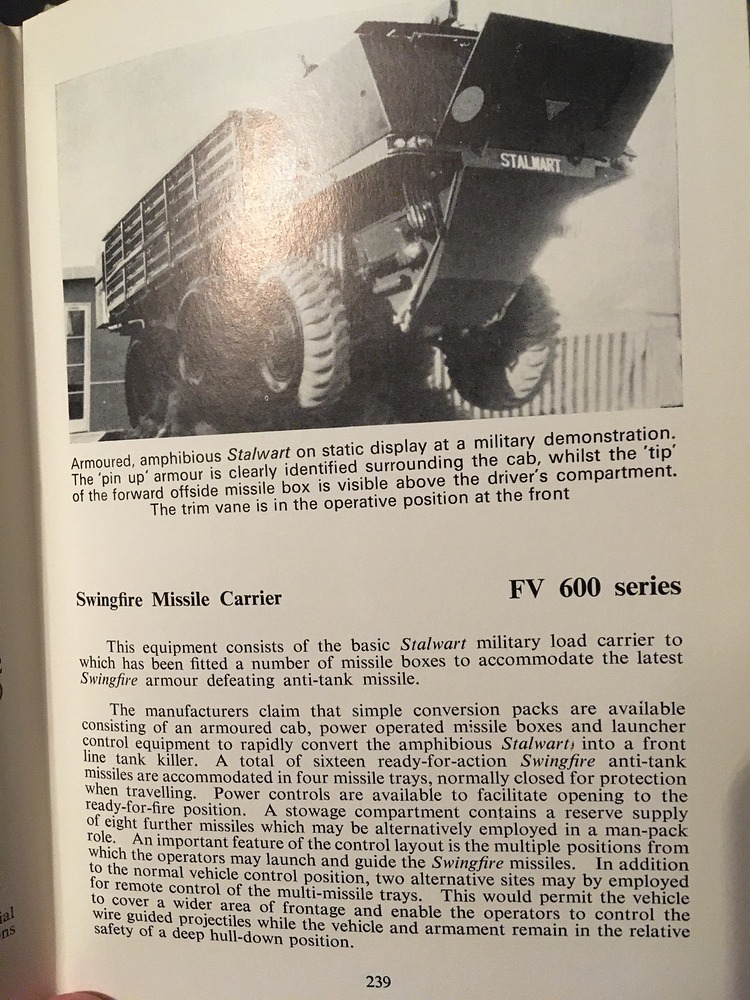 STALWART
Armoured, amphibious Stalwart on static display at a military demonstration.
The 'pin up' armour is clearly identified surrounding the cab, whilst the 'tip'
of the forward offside missile box is visible above the driver's compartment.
The trim vane is in the operative position at the front
Swingfire Missile Carrier
FV 600 series
This equipment consists of the basic Stalwart military load carrier to
which has been fitted a number of missile boxes to accommodate the latest
Swingfire armour defeating anti-tank missile.
The manufacturers claim that simple conversion packs are available
consisting of an armoured cab, power operated missile boxes and launcher
control equipment to rapidly convert the amphibious Stalwart, into a front
line tank killer. A total of sixteen ready-for-action Swingfire anti-tank
missiles are accommodated in four missile trays, normally closed for protection
when travelling. Power controls are available to facilitate opening to the
ready-for-fire position. A stowage compartment contains a reserve supply
of eight further missiles which may be alternatively employed in a man-pack
role. An important feature of the control layout is the multiple positions from
which the operators may launch and guide the Swingfire missiles. In addition
to the normal vehicle control position, two alternative sites may by employed
for remote control of the multi-missile trays. This would permit the vehicle
to cover a wider area of frontage and enable the operators to control the
wire guided projectiles while the vehicle and armament remain in the relative
safety of a deep hull-down position.
239
ial
ns